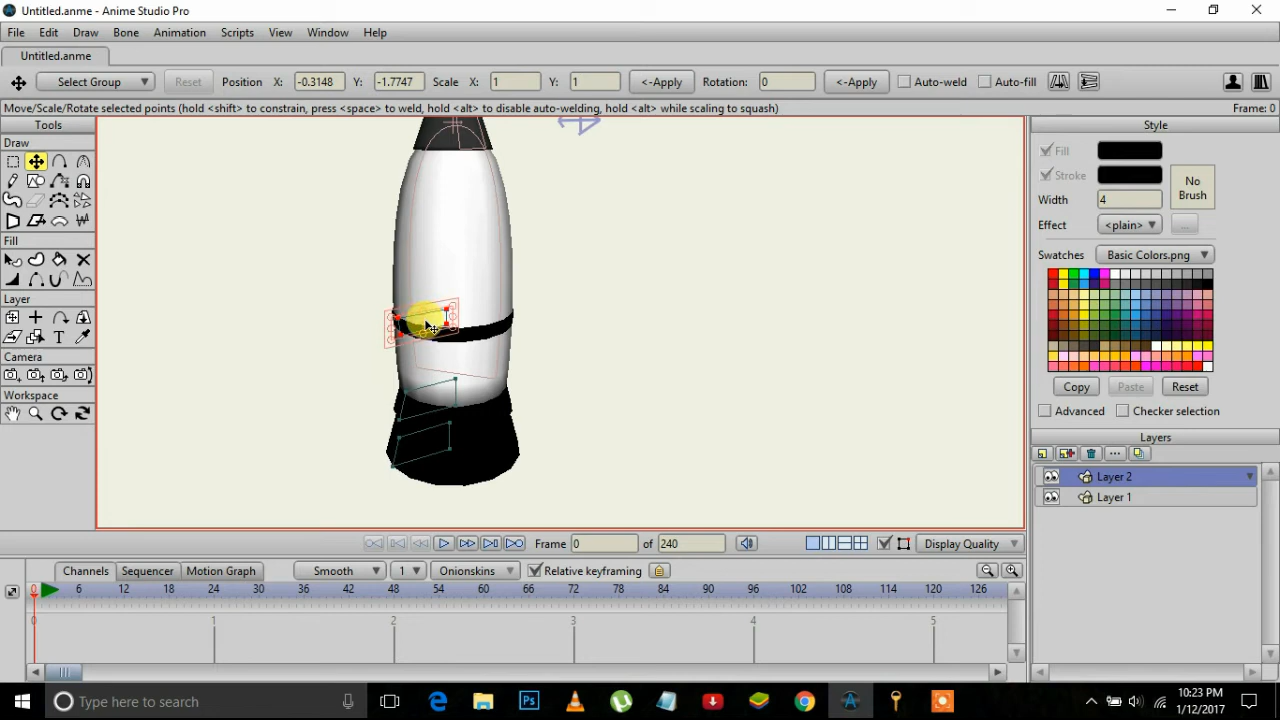 Untitled.anme - Anime Studio Pro
File Edit Draw Bone Animation Scripts View Window Help
Untitled.anme
Select Group Reset Position X: -0.3148 Y: -1.7747 Scale X: 1 Y: 1 <-Apply Rotation: 0 <-Apply Auto-weld Auto-fill
Move/Scale/Rotate selected points (hold <shift> to constrain, press <space> to weld, hold <alt> to disable auto-welding, hold <alt> while scaling to squash) Frame: 0
Tools
Draw
Fill
Layer
Camera
Workspace
Style
Fill
Stroke
No Brush
Width 4
Effect <plain> ...
Swatches Basic Colors.png
Copy Paste Reset
Advanced Checker selection
Layers
Layer 2
Layer 1
Frame 0 of 240 Display Quality
Channels Sequencer Motion Graph Smooth 1 Onionskins Relative keyframing
0 6 12 18 24 30 36 42 48 54 60 66 72 78 84 90 96 102 108 114 120 126
0 1 2 3 4 5
Type here to search
10:23 PM
1/12/2017